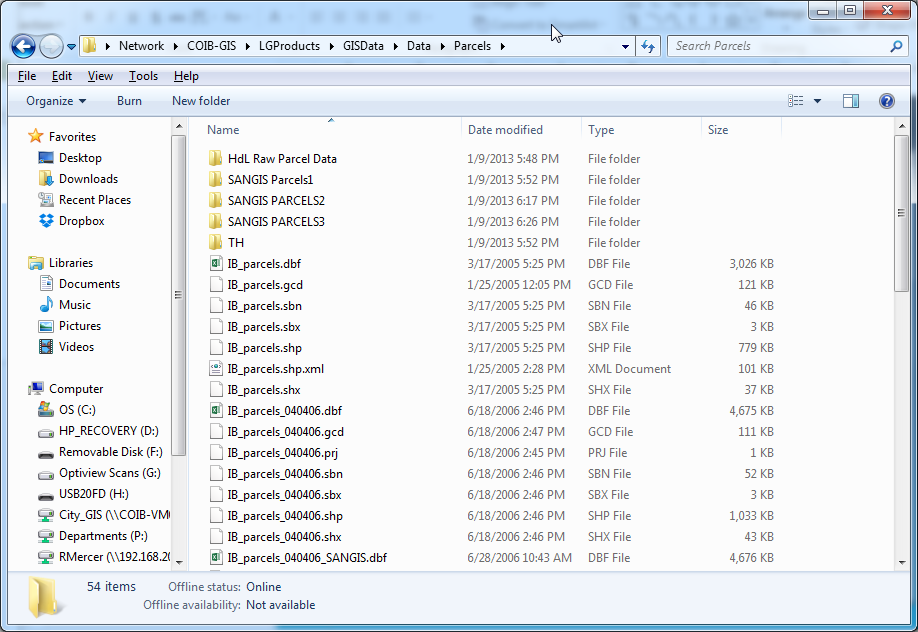 Network COIB-GIS LGProducts GISData Data Parcels Search Parcels
File Edit View Tools Help
Organize Burn New folder
Name Date modified Type Size
Favorites
Desktop
Downloads
Recent Places
Dropbox
Libraries
Documents
Music
Pictures
Videos
Computer
OS (C:)
HP_RECOVERY (D:)
Removable Disk (F:)
Optiview Scans (G:)
USB20FD (H:)
City_GIS (\\COIB-VM
Departments (P:)
RMercer (\\192.168.20
HdL Raw Parcel Data 1/9/2013 5:48 PM File folder
SANGIS Parcels1 1/9/2013 5:52 PM File folder
SANGIS PARCELS2 1/9/2013 6:17 PM File folder
SANGIS PARCELS3 1/9/2013 6:26 PM File folder
TH 1/9/2013 5:52 PM File folder
IB_parcels.dbf 3/17/2005 5:25 PM DBF File 3,026 KB
IB_parcels.gcd 1/25/2005 12:05 PM GCD File 121 KB
IB_parcels.sbn 3/17/2005 5:25 PM SBN File 46 KB
IB_parcels.sbx 3/17/2005 5:25 PM SBX File 3 KB
IB_parcels.shp 3/17/2005 5:25 PM SHP File 779 KB
IB_parcels.shp.xml 1/25/2005 2:28 PM XML Document 101 KB
IB_parcels.shx 3/17/2005 5:25 PM SHX File 37 KB
IB_parcels_040406.dbf 6/18/2006 2:46 PM DBF File 4,675 KB
IB_parcels_040406.gcd 6/18/2006 2:47 PM GCD File 111 KB
IB_parcels_040406.prj 6/18/2006 2:45 PM PRJ File 1 KB
IB_parcels_040406.sbn 6/18/2006 2:46 PM SBN File 52 KB
IB_parcels_040406.sbx 6/18/2006 2:46 PM SBX File 3 KB
IB_parcels_040406.shp 6/18/2006 2:46 PM SHP File 1,033 KB
IB_parcels_040406.shx 6/18/2006 2:46 PM SHX File 43 KB
IB_parcels_040406_SANGIS.dbf 6/28/2006 10:43 AM DBF File 4,676 KB
54 items Offline status: Online
Offline availability: Not available